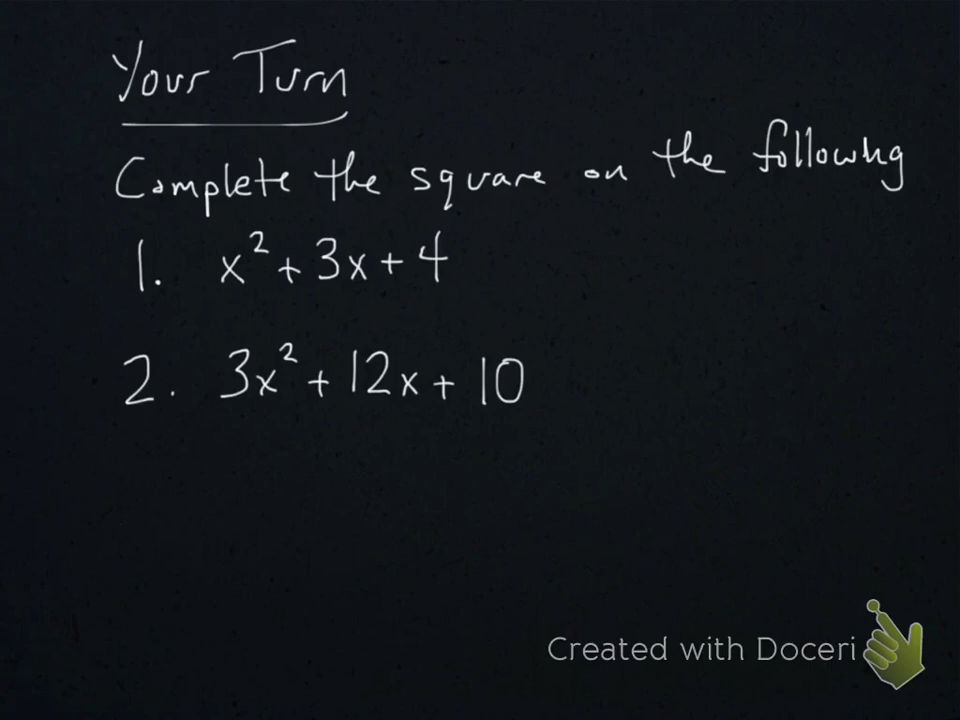 Your Turn
Complete the square on the following
1. x² + 3x + 4
2. 3x² + 12x + 10
Created with Doceri